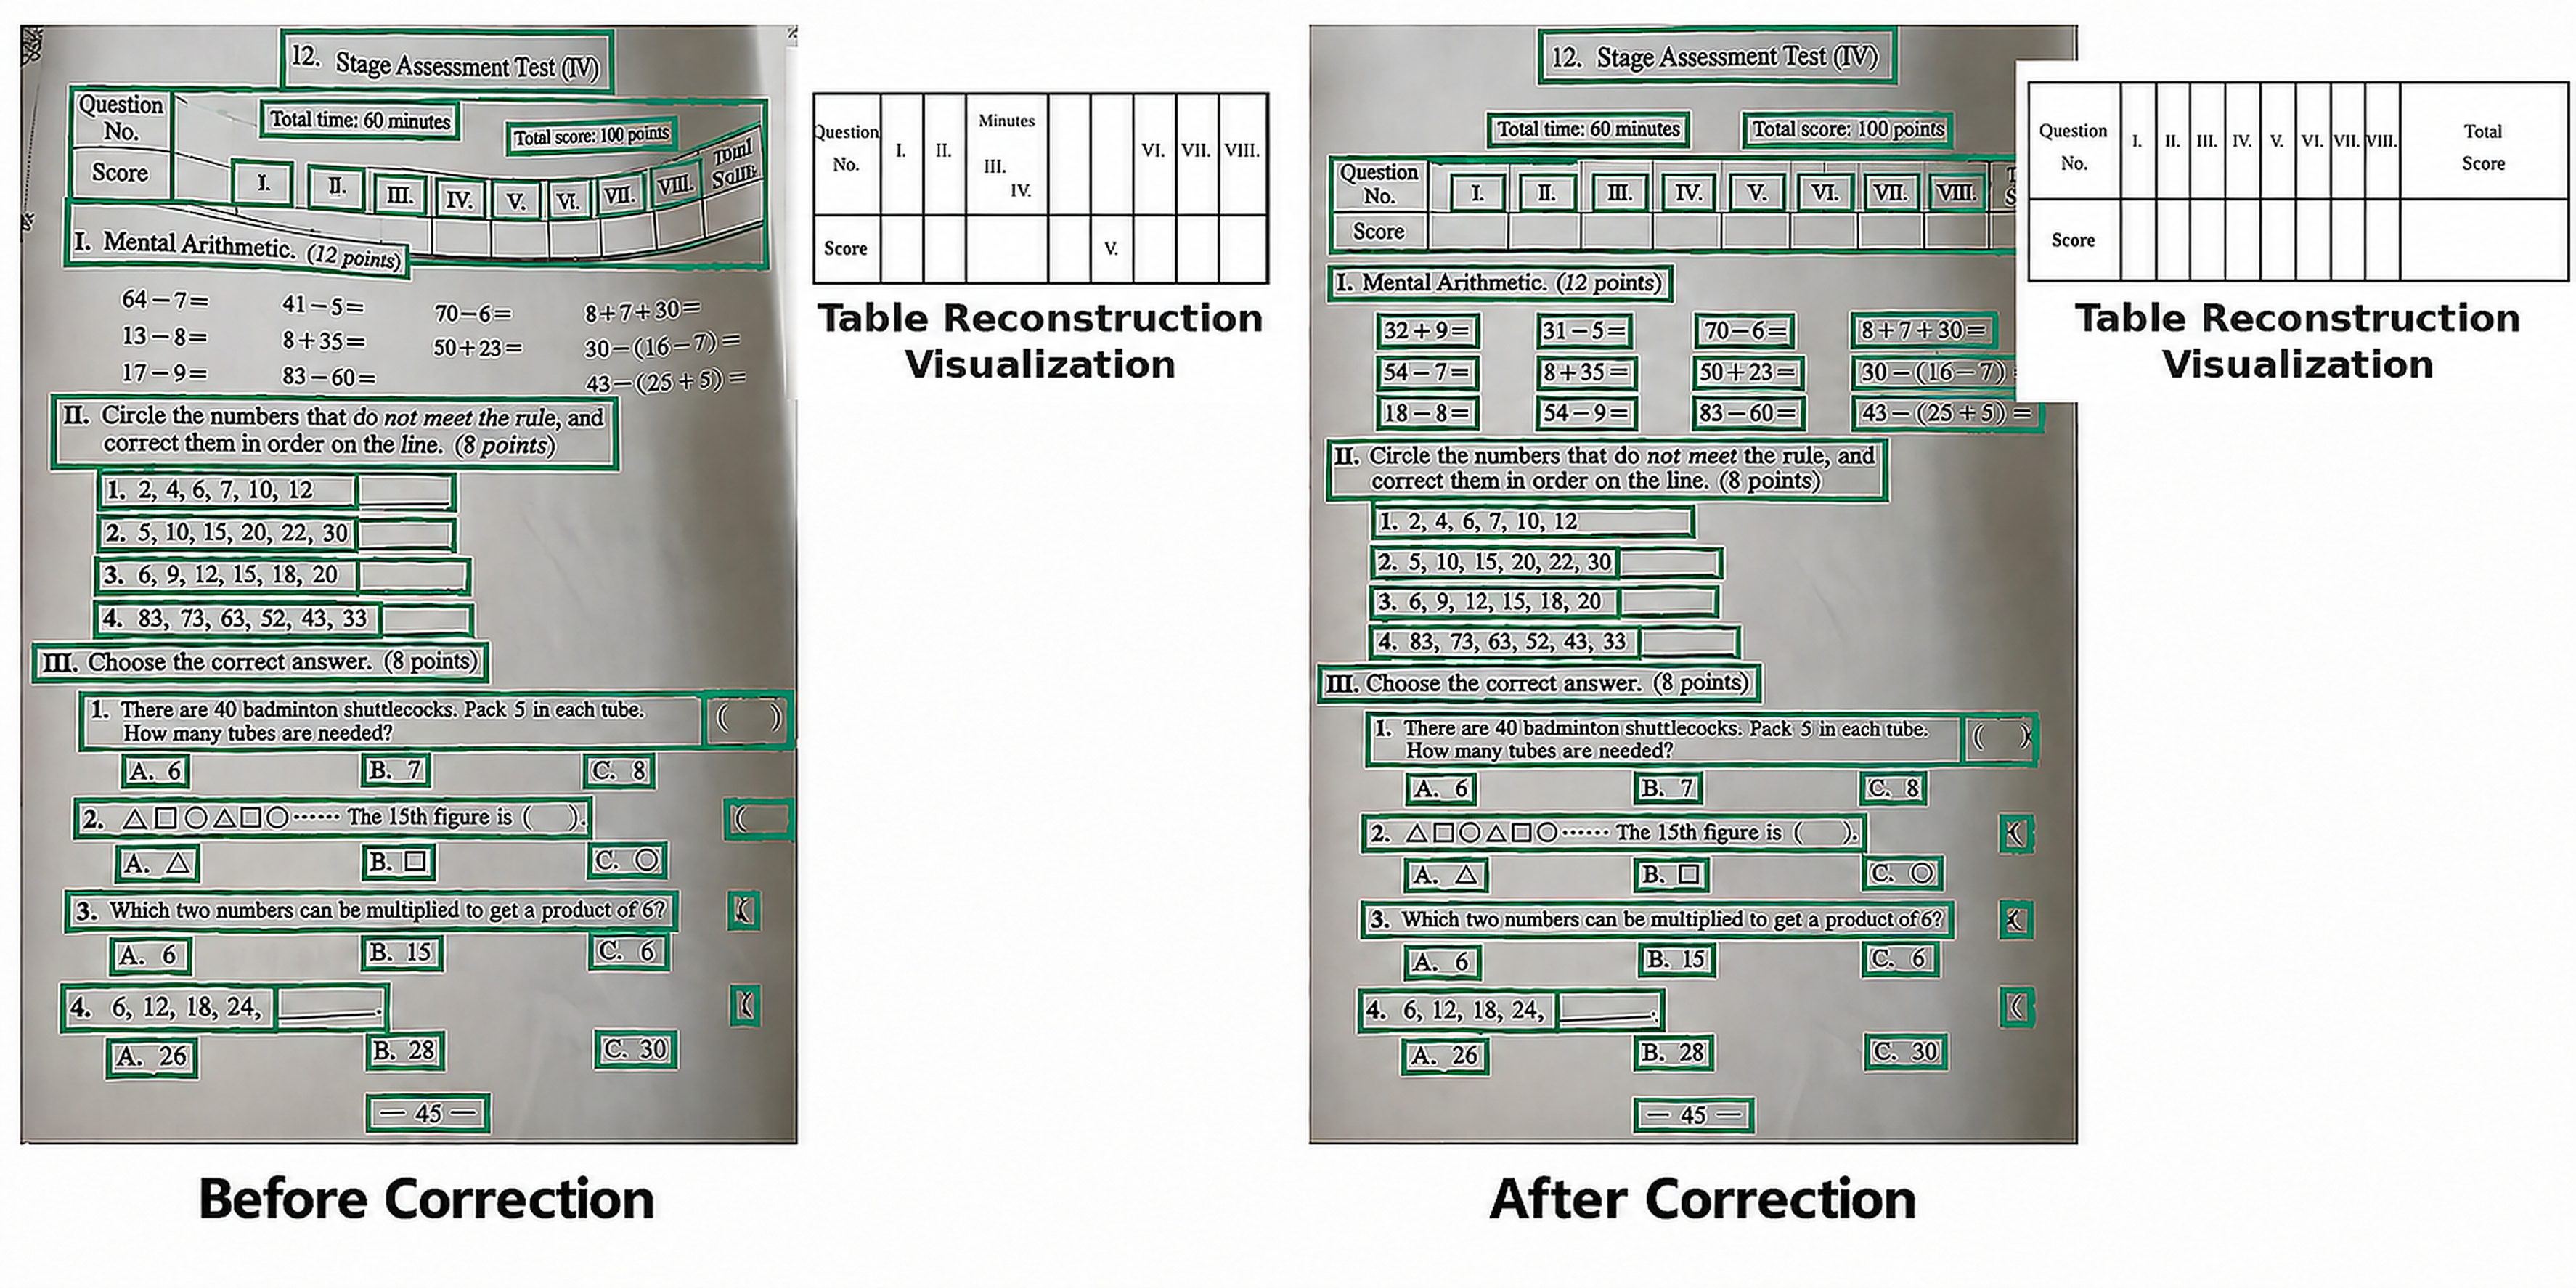 12. Stage Assessment Test (IV)
Question No.
Total time: 60 minutes
Total score: 100 points
Score
I. II. III. IV. V. VI. VII. VIII.
I. Mental Arithmetic. (12 points)
64－7= 41－5= 70－6= 8+7+30=
13－8= 8+35= 50+23= 30－(16－7)=
17－9= 83－60= 43－(25+5)=
II. Circle the numbers that do not meet the rule, and
correct them in order on the line. (8 points)
1. 2, 4, 6, 7, 10, 12
2. 5, 10, 15, 20, 22, 30
3. 6, 9, 12, 15, 18, 20
4. 83, 73, 63, 52, 43, 33
III. Choose the correct answer. (8 points)
1. There are 40 badminton shuttlecocks. Pack 5 in each tube. ( )
How many tubes are needed?
A. 6 B. 7 C. 8
2. △□○△□○…… The 15th figure is ( ). (
A. △ B. □ C. ○
3. Which two numbers can be multiplied to get a product of 6? (
A. 6 B. 15 C. 6
4. 6, 12, 18, 24, ______. (
A. 26 B. 28 C. 30
— 45 —
Before Correction
Question No. I. II. Minutes III. IV. VI. VII. VIII.
Score V.
Table Reconstruction
Visualization
12. Stage Assessment Test (IV)
Total time: 60 minutes Total score: 100 points
Question No. I. II. III. IV. V. VI. VII. VIII.
Score
I. Mental Arithmetic. (12 points)
32+9= 31－5= 70－6= 8+7+30=
54－7= 8+35= 50+23= 30－(16－7)
18－8= 54－9= 83－60= 43－(25+5)=
II. Circle the numbers that do not meet the rule, and
correct them in order on the line. (8 points)
1. 2, 4, 6, 7, 10, 12
2. 5, 10, 15, 20, 22, 30
3. 6, 9, 12, 15, 18, 20
4. 83, 73, 63, 52, 43, 33
III. Choose the correct answer. (8 points)
1. There are 40 badminton shuttlecocks. Pack 5 in each tube. ( )
How many tubes are needed?
A. 6 B. 7 C. 8
2. △□○△□○…… The 15th figure is ( ). (
A. △ B. □ C. ○
3. Which two numbers can be multiplied to get a product of 6? (
A. 6 B. 15 C. 6
4. 6, 12, 18, 24, ______. (
A. 26 B. 28 C. 30
— 45 —
After Correction
Question No. I. II. III. IV. V. VI. VII. VIII. Total Score
Score
Table Reconstruction
Visualization